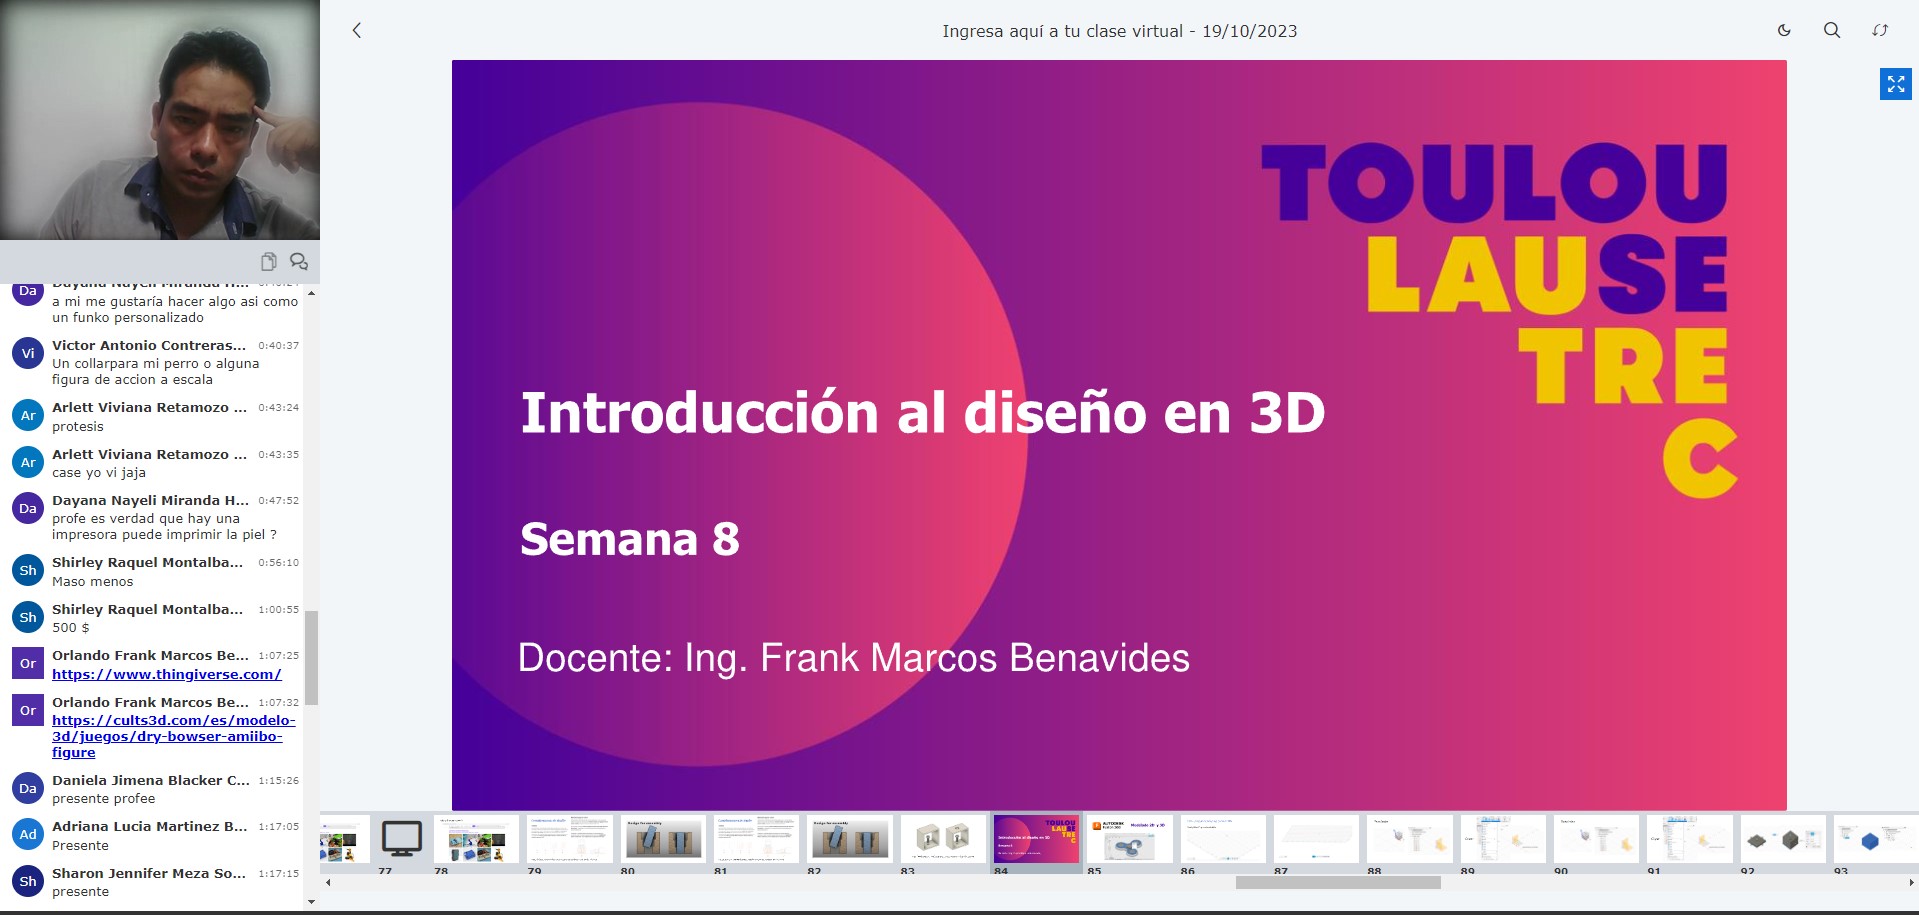 Ingresa aquí a tu clase virtual - 19/10/2023
TOULOU
LAUSE
TRE
C
Introducción al diseño en 3D
Semana 8
Docente: Ing. Frank Marcos Benavides
Da
Dayana Nayeli Miranda H...
a mi me gustaría hacer algo asi como
un funko personalizado
Vi
Victor Antonio Contreras... 0:40:37
Un collarpara mi perro o alguna
figura de accion a escala
Ar
Arlett Viviana Retamozo ... 0:43:24
protesis
Ar
Arlett Viviana Retamozo ... 0:43:35
case yo vi jaja
Da
Dayana Nayeli Miranda H... 0:47:52
profe es verdad que hay una
impresora puede imprimir la piel ?
Sh
Shirley Raquel Montalba... 0:56:10
Maso menos
Sh
Shirley Raquel Montalba... 1:00:55
500 $
Or
Orlando Frank Marcos Be... 1:07:25
https://www.thingiverse.com/
Or
Orlando Frank Marcos Be... 1:07:32
https://cults3d.com/es/modelo-
3d/juegos/dry-bowser-amiibo-
figure
Da
Daniela Jimena Blacker C... 1:15:26
presente profee
Ad
Adriana Lucia Martinez B... 1:17:05
Presente
Sh
Sharon Jennifer Meza So... 1:17:15
presente
TOULOU
LAUSE
TRE
C
Introducción al diseño en 3D
77 78 79 80 81 82 83 84 85 86 87 88 89 90 91 92 93